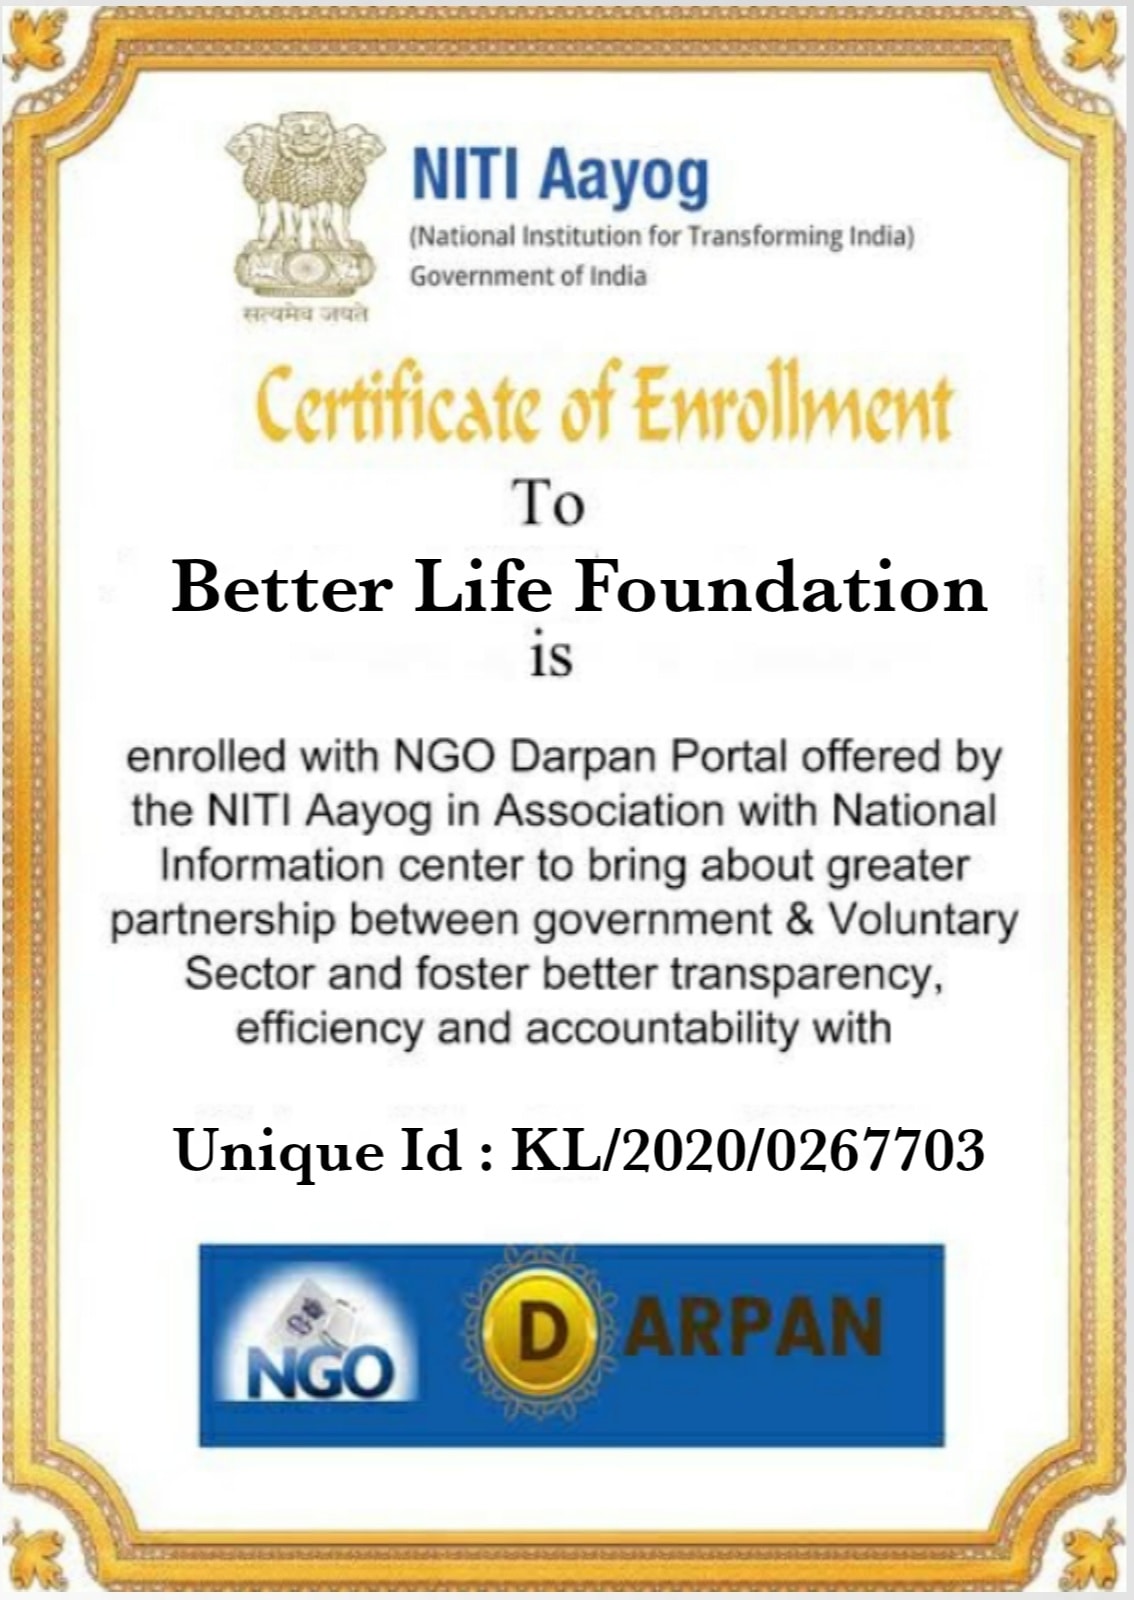 NITI Aayog
(National Institution for Transforming India)
Government of India
सत्यमेव जयते
Certificate of Enrollment
To
Better Life Foundation
is
enrolled with NGO Darpan Portal offered by
the NITI Aayog in Association with National
Information center to bring about greater
partnership between government & Voluntary
Sector and foster better transparency,
efficiency and accountability with
Unique Id : KL/2020/0267703
NGO DARPAN